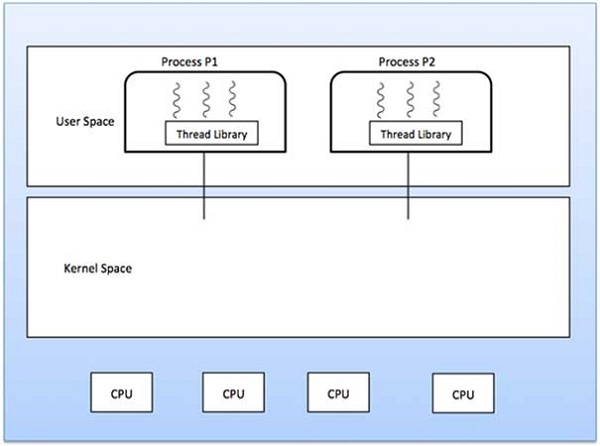 Process P1
Process P2
User Space
Thread Library
Thread Library
Kernel Space
CPU
CPU
CPU
CPU